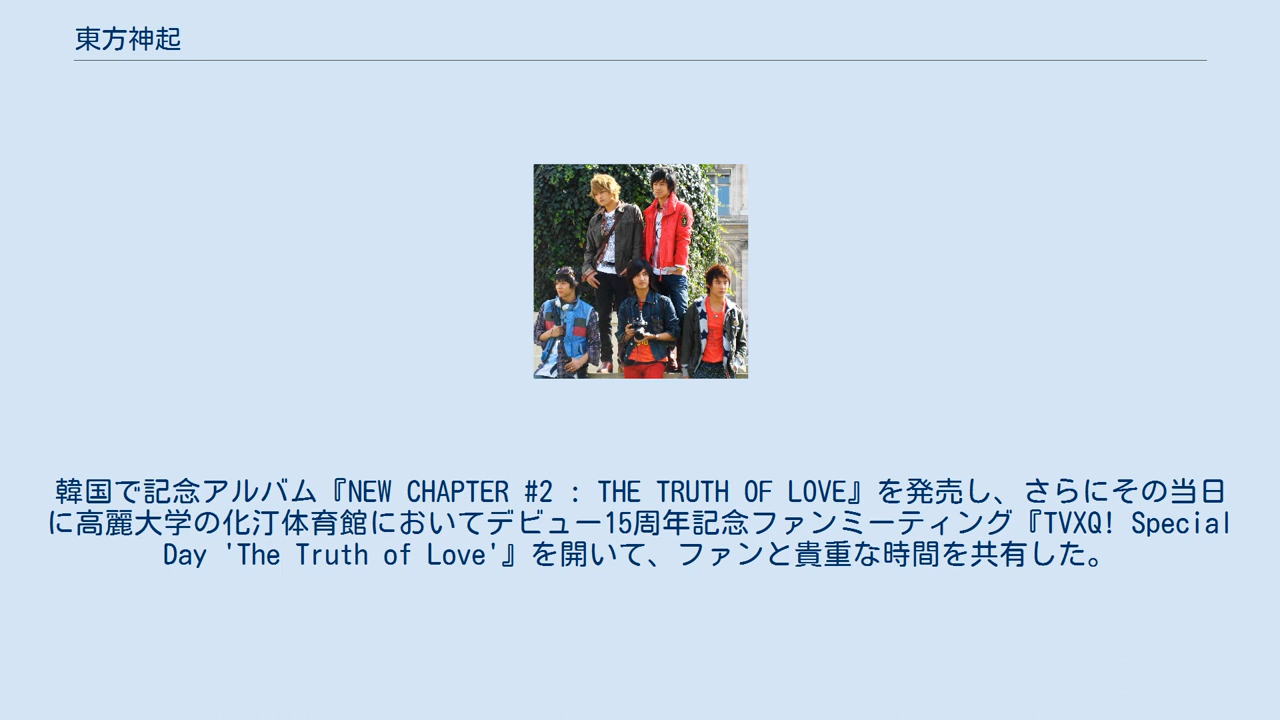 東方神起
韓国で記念アルバム『NEW CHAPTER #2 : THE TRUTH OF LOVE』を発売し、さらにその当日
に高麗大学の化汀体育館においてデビュー15周年記念ファンミーティング『TVXQ! Special
Day 'The Truth of Love'』を開いて、ファンと貴重な時間を共有した。